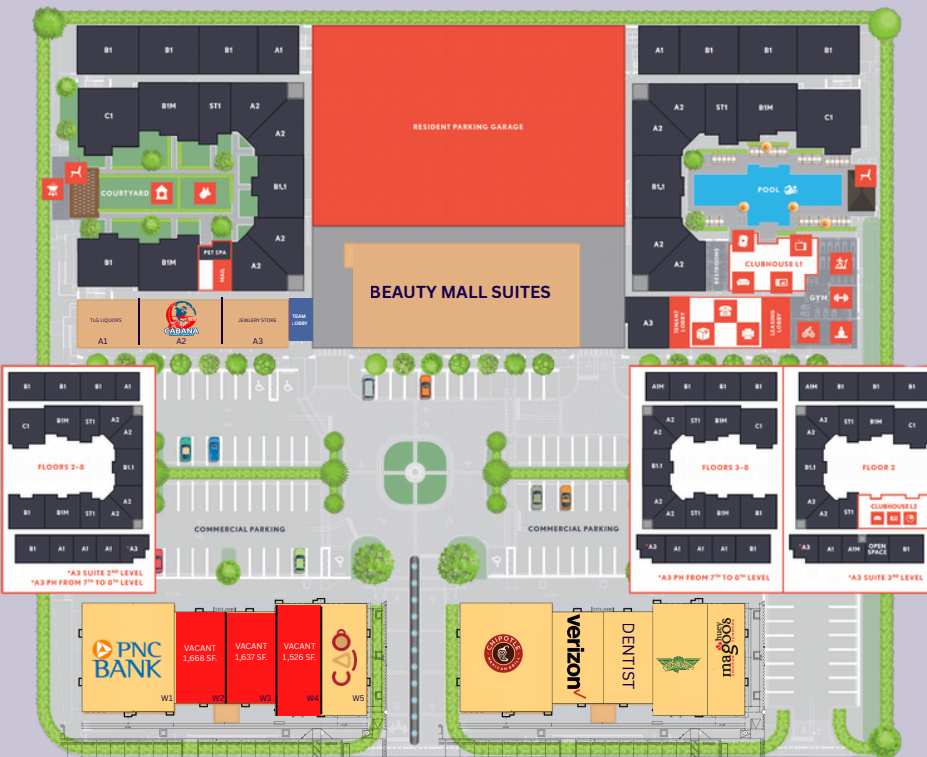 B1 B1 B1 A1
A1 B1 B1 B1
C1 B1M ST1 A2
A2
B1.1
A2
A2
B1 B1M
COURTYARD
PET SPA
MAIL
RESIDENT PARKING GARAGE
A2 ST1 B1M C1
A2
B1.1
A2
A2
POOL
RESTROOMS
CLUBHOUSE L1
GYM
A3
TENANT
LOBBY
LEASING
LOBBY
BEAUTY MALL SUITES
TLG LIQUORS
A1
CABANA
A2
JEWLERY STORE
A3
TEAM
LOBBY
B1 B1 B1 A1
C1 B1M ST1 A2
A2
B1.1
A2
B1 B1M ST1 A2
FLOORS 2-8
B1 A1 A1 A1 *A3
*A3 SUITE 2ND LEVEL
*A3 PH FROM 7TH TO 8TH LEVEL
COMMERCIAL PARKING
COMMERCIAL PARKING
A1M B1 B1 B1
A2 ST1 B1M C1
A2
B1.1
A2
A2 ST1 B1M B1
FLOORS 3-8
*A3 A1 A1 A1 B1
*A3 PH FROM 7TH TO 8TH LEVEL
A1M B1 B1 B1
A2 ST1 B1M C1
A2
B1.1
A2
A2 ST1
FLOOR 2
CLUBHOUSE L2
*A3 A1 A1M OPEN
SPACE B1
*A3 SUITE 3RD LEVEL
PNC
BANK
W1
VACANT
1,668 SF.
W2
VACANT
1,637 SF.
W3
VACANT
1,526 SF.
W4
CAO
W5
CHIPOTLE
MEXICAN GRILL
verizon
DENTIST
huey
magoos